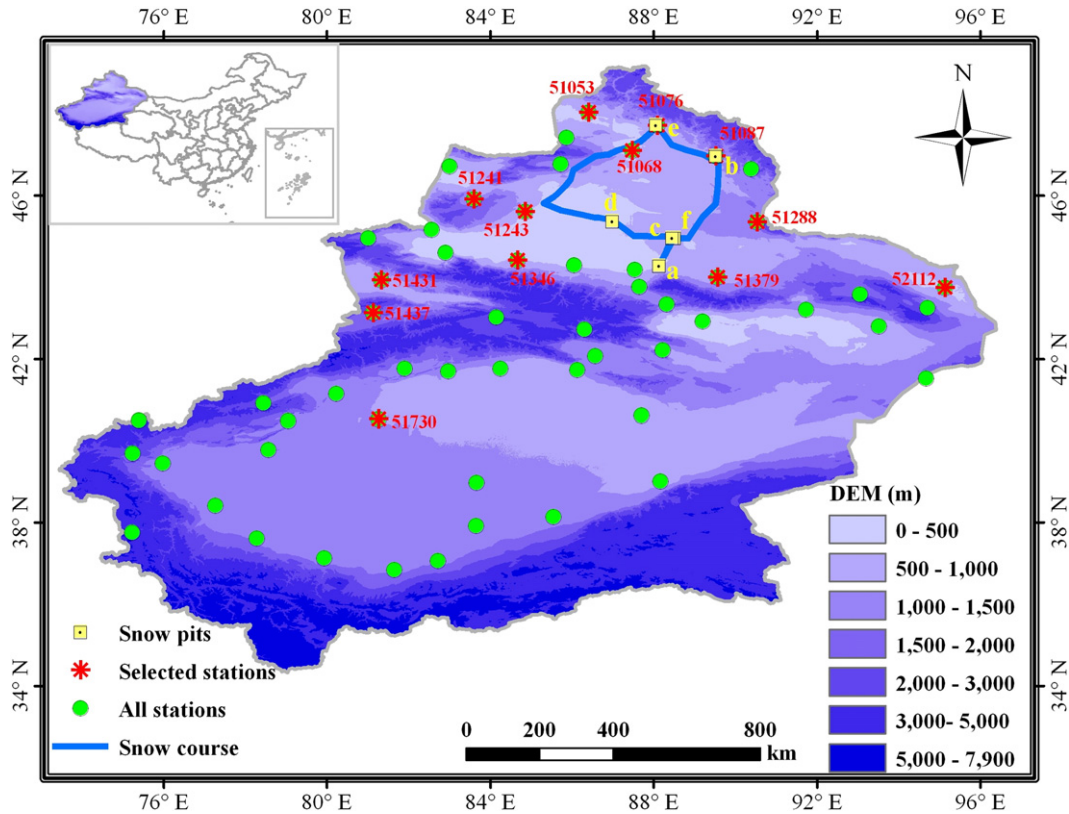 76° E 80° E 84° E 88° E 92° E 96° E
N
51053
51076
e
51087
51068
b
46° N 46° N
51241
d
51288
51243
c f
51346
a
51431
51379
52112
51437
42° N 42° N
51730
DEM (m)
0 - 500
38° N 38° N
500 - 1,000
1,000 - 1,500
Snow pits
1,500 - 2,000
Selected stations
2,000 - 3,000
34° N 34° N
All stations
3,000- 5,000
0 200 400 800
Snow course
km
5,000 - 7,900
76° E 80° E 84° E 88° E 92° E 96° E